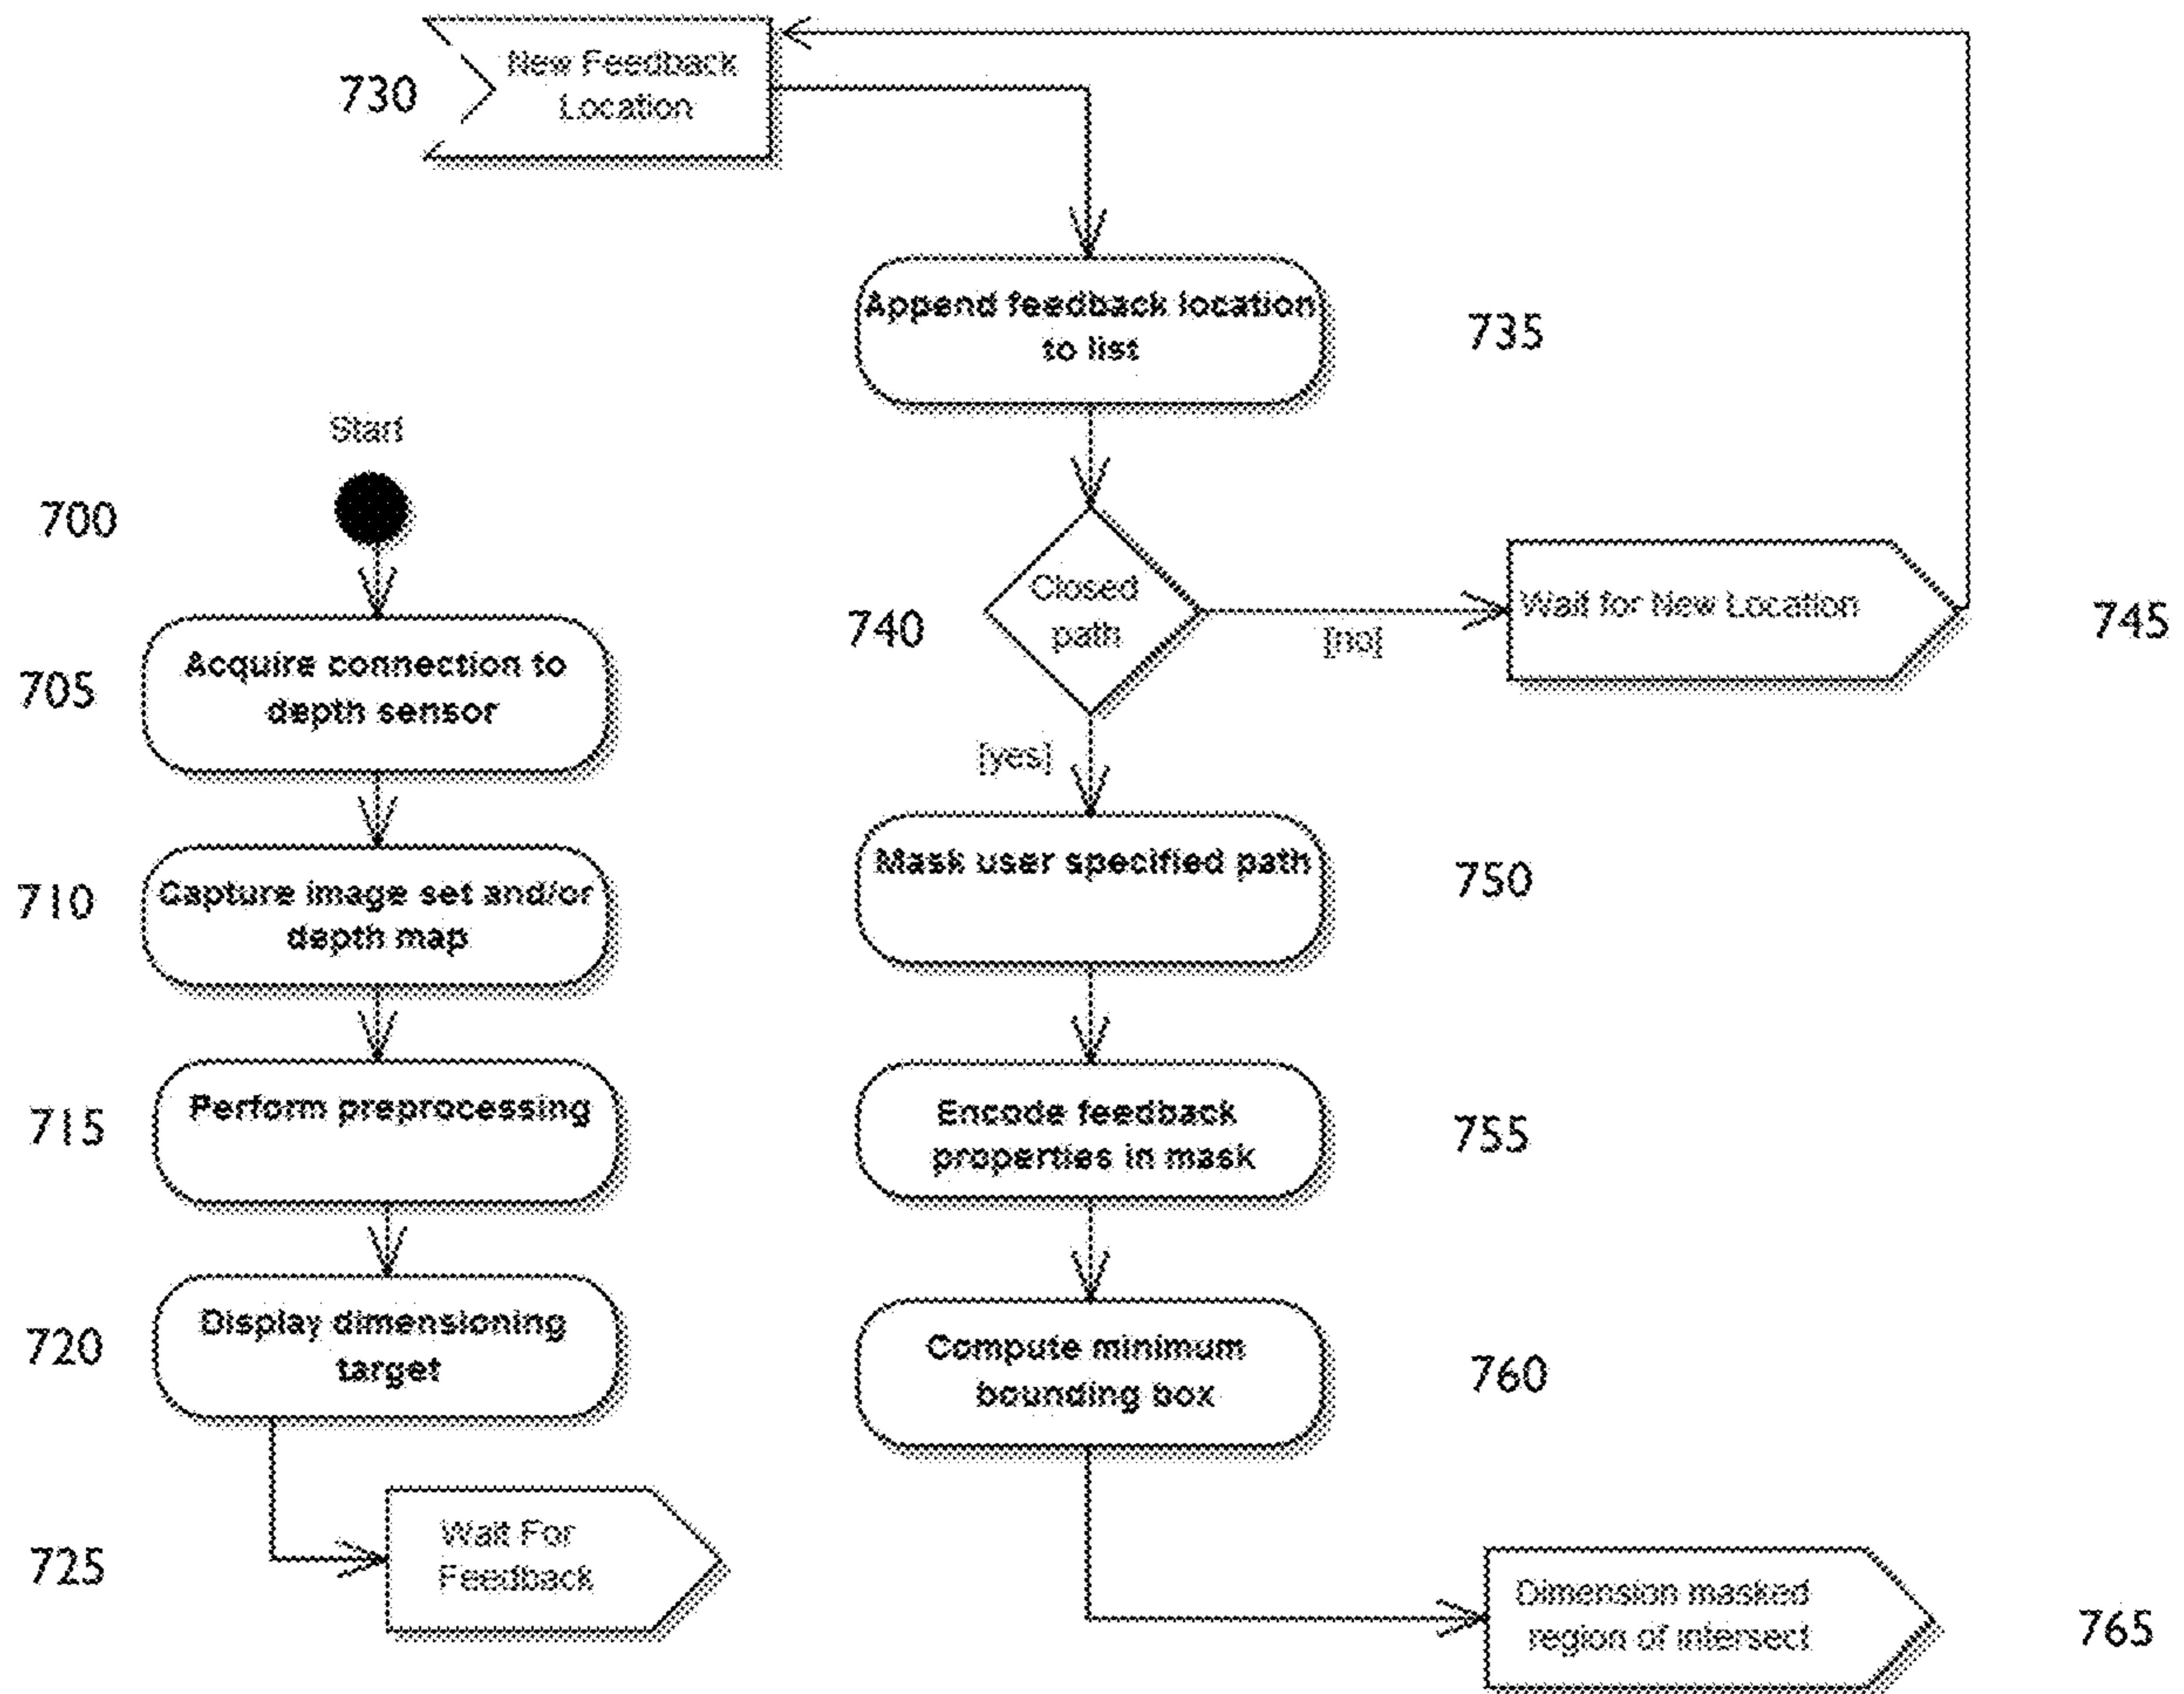 730
New Feedback
Location
Append feedback location
to list
735
Start
700
Closed
path
740
[no]
Wait for New Location
745
Acquire connection to
depth sensor
705
[yes]
Capture image set and/or
depth map
710
Mask user specified path
750
Perform preprocessing
715
Encode feedback
properties in mask
755
Display dimensioning
target
720
Compute minimum
bounding box
760
Wait For
Feedback
725
Dimension masked
region of intersect
765